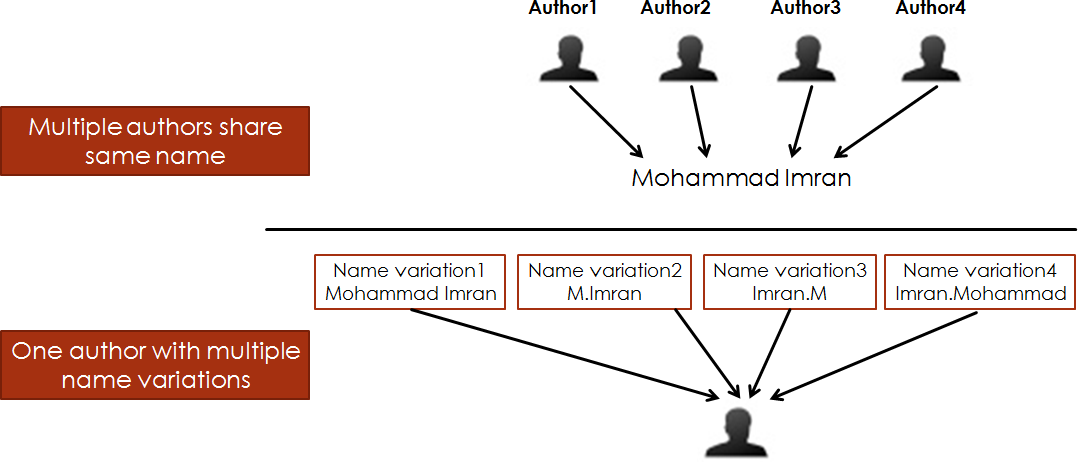 Author1 Author2 Author3 Author4
Multiple authors share
same name
Mohammad Imran
Name variation1
Mohammad Imran
Name variation2
M.Imran
Name variation3
Imran.M
Name variation4
Imran.Mohammad
One author with multiple
name variations